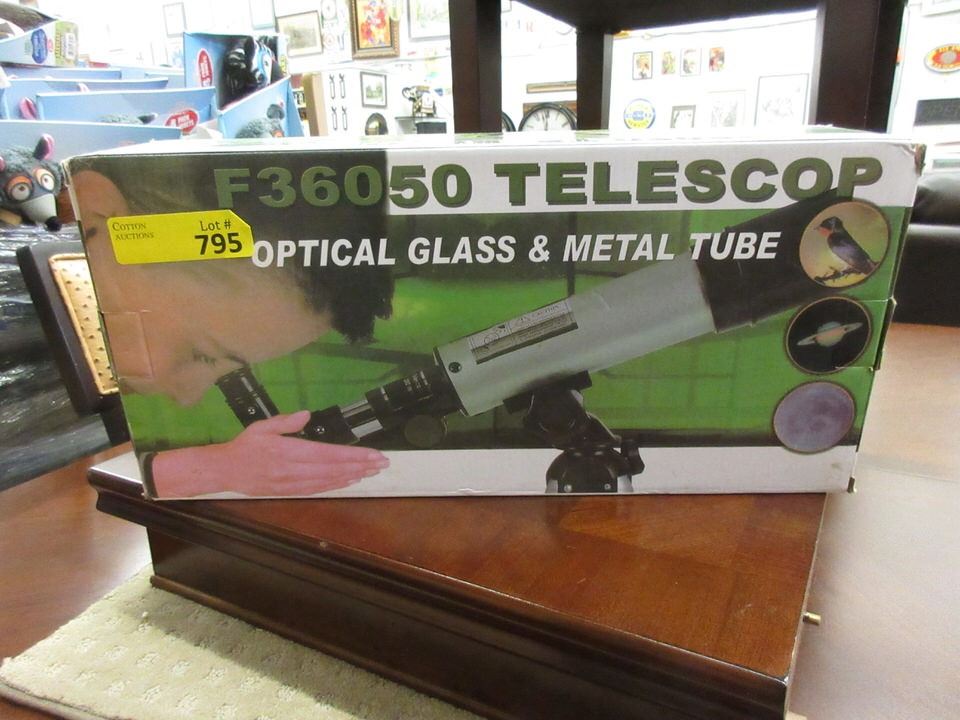 F36050 TELESCOP
COTTON
AUCTIONS
Lot #
795
OPTICAL GLASS & METAL TUBE